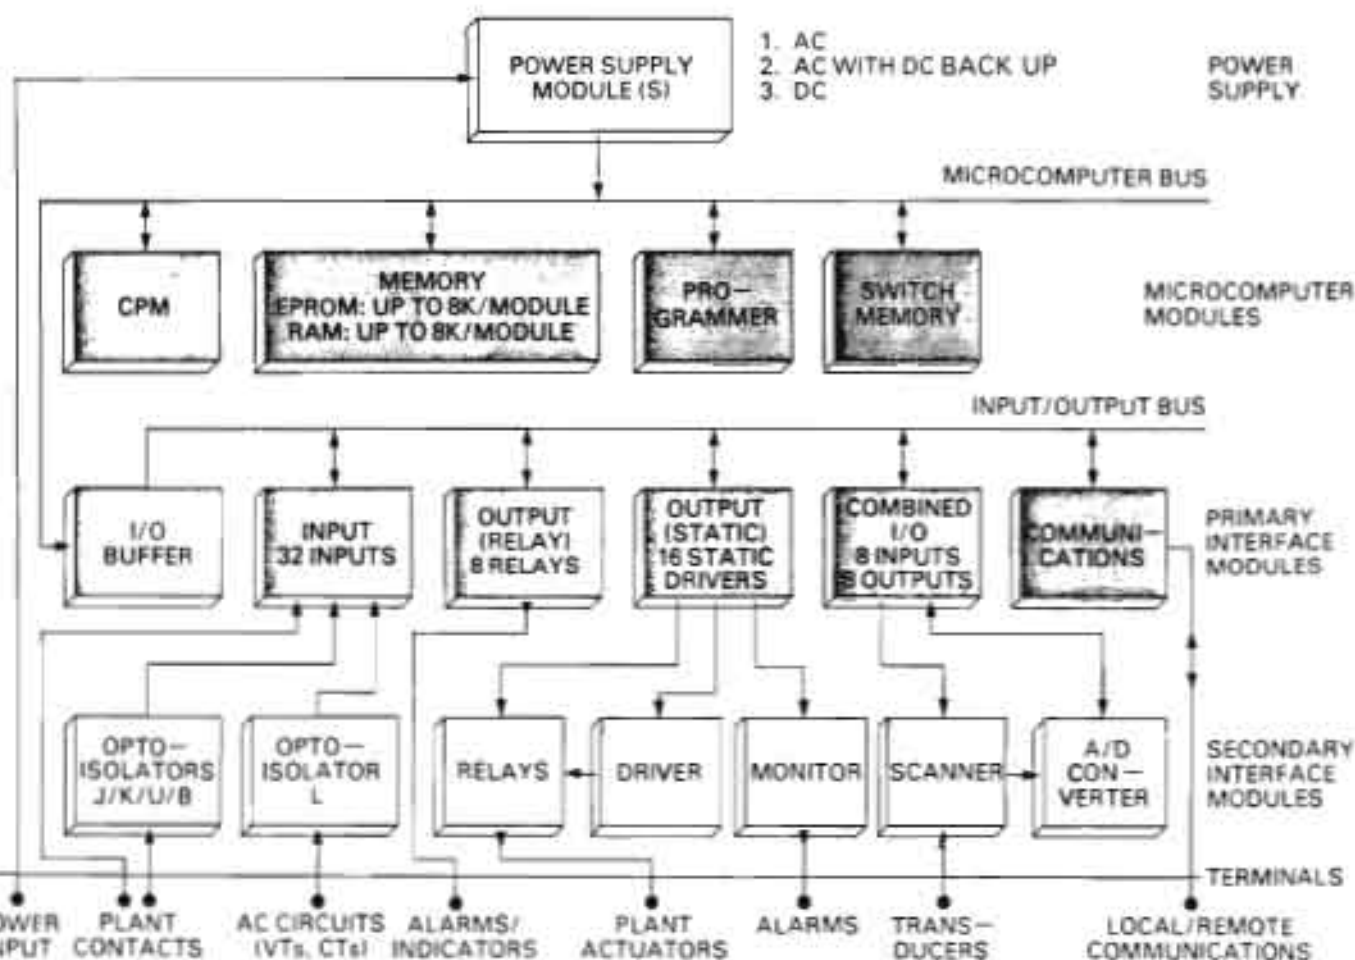 POWER SUPPLY
MODULE (S)
1. AC
2. AC WITH DC BACK UP
3. DC
POWER
SUPPLY
MICROCOMPUTER BUS
CPM
MEMORY
EPROM: UP TO 8K/MODULE
RAM: UP TO 8K/MODULE
PRO—
GRAMMER
SWITCH
MEMORY
MICROCOMPUTER
MODULES
INPUT/OUTPUT BUS
I/O
BUFFER
INPUT
32 INPUTS
OUTPUT
(RELAY)
8 RELAYS
OUTPUT
(STATIC)
16 STATIC
DRIVERS
COMBINED
I/O
8 INPUTS
8 OUTPUTS
COMMUNI—
CATIONS
PRIMARY
INTERFACE
MODULES
OPTO—
ISOLATORS
J/K/U/B
OPTO—
ISOLATOR
L
RELAYS
DRIVER
MONITOR
SCANNER
A/D
CON—
VERTER
SECONDARY
INTERFACE
MODULES
TERMINALS
OWER
NPUT
PLANT
CONTACTS
AC CIRCUITS
(VTs, CTs)
ALARMS/
INDICATORS
PLANT
ACTUATORS
ALARMS
TRANS—
DUCERS
LOCAL/REMOTE
COMMUNICATIONS